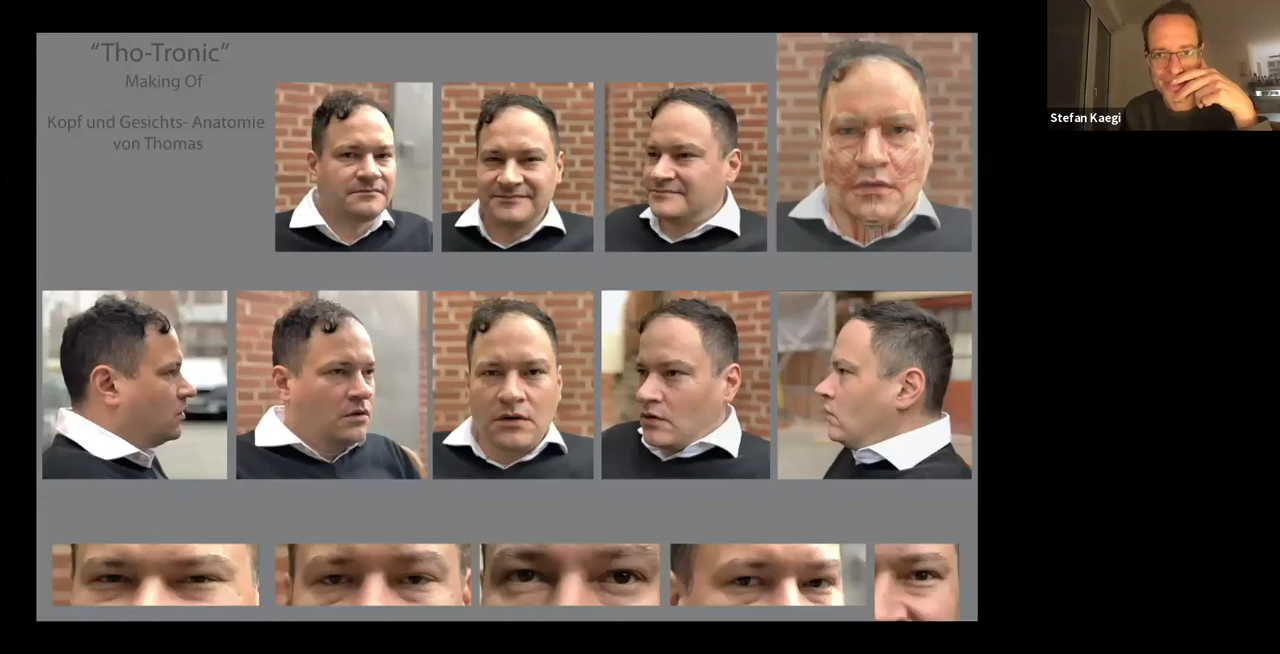 “Tho-Tronic”
Making Of
Kopf und Gesichts- Anatomie
von Thomas
Stefan Kaegi